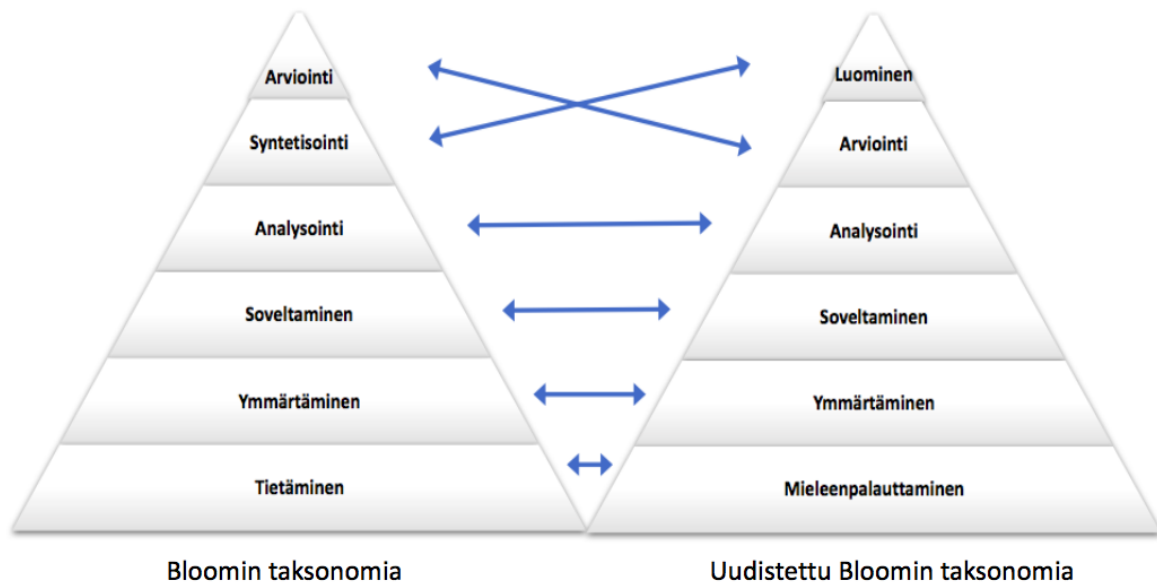 Arviointi
Syntetisointi
Analysointi
Soveltaminen
Ymmärtäminen
Tietäminen
Bloomin taksonomia
Luominen
Arviointi
Analysointi
Soveltaminen
Ymmärtäminen
Mieleenpalauttaminen
Uudistettu Bloomin taksonomia